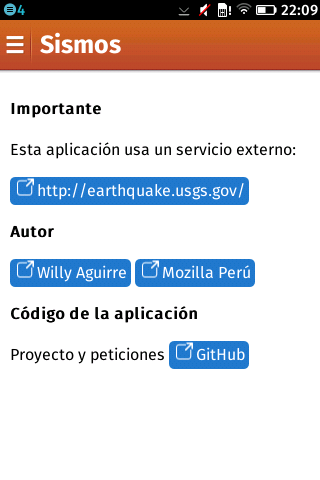 4 22:09
Sismos
Importante
Esta aplicación usa un servicio externo:
http://earthquake.usgs.gov/
Autor
Willy Aguirre Mozilla Perú
Código de la aplicación
Proyecto y peticiones GitHub